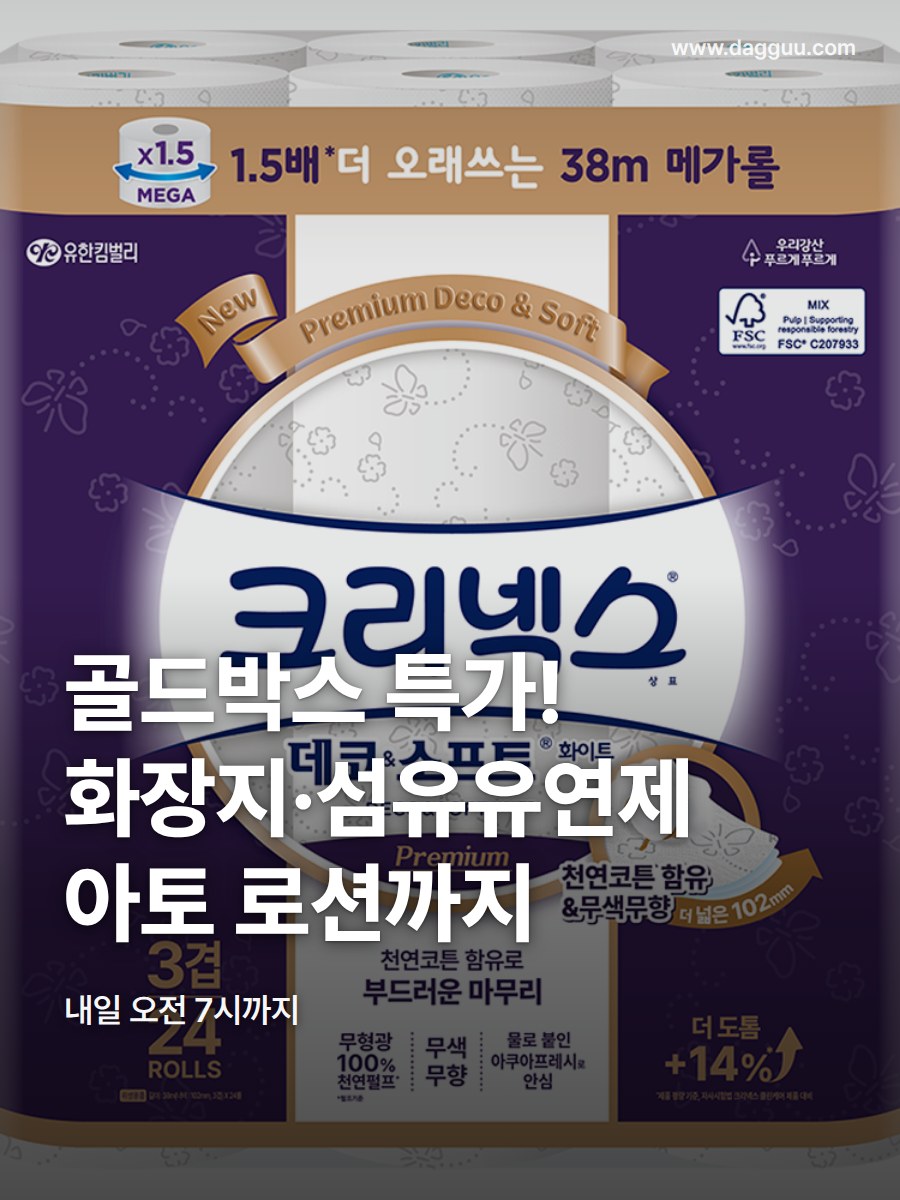 www.dagguu.com
x1.5
MEGA
1.5배*더 오래쓰는 38m 메가롤
유한킴벌리
우리강산
푸르게푸르게
New
Premium Deco & Soft
FSC
www.fsc.org
MIX
Pulp | Supporting
responsible forestry
FSC® C207933
크리넥스®
상표
골드박스 특가!
데코&소프트® 화이트
화장지·섬유유연제
Premium
아토 로션까지
천연코튼 함유
&무색무향
더 넓은 102mm
3겹
24
ROLLS
내일 오전 7시까지
천연코튼 함유로
부드러운 마무리
무형광
100%
천연펄프*
무색
무향
물로 붙인
아쿠아프레시로
안심
더 도톰
+14%